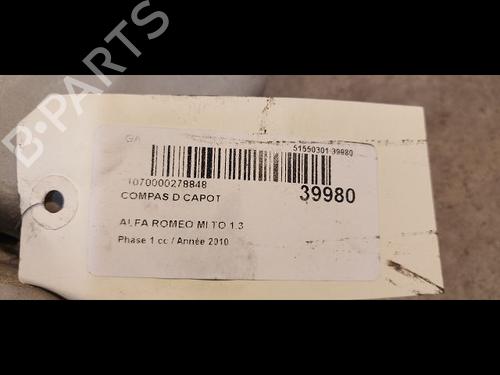 B-PARTS
GA
51550301 39980
1070000278848
39980
COMPAS D CAPOT
ALFA ROMEO MI TO 1.3
Phase 1 cc / Année 2010